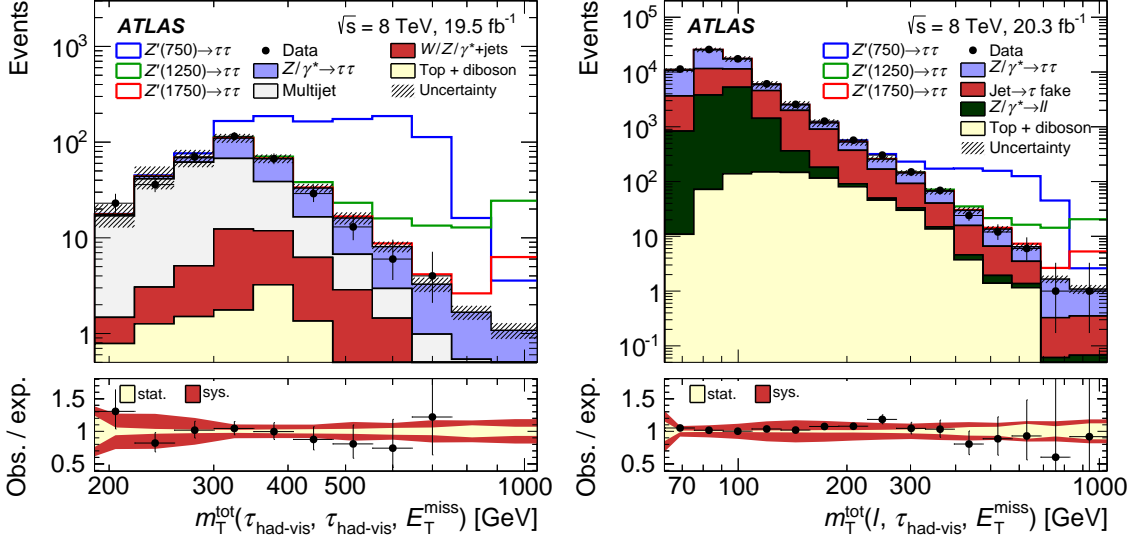 ATLAS
√s = 8 TeV, 19.5 fb-1
Events
10³
10²
10
1
Z′(750)→ττ
Z′(1250)→ττ
Z′(1750)→ττ
Data
Z/γ*→ττ
Multijet
W/Z/γ*+jets
Top + diboson
Uncertainty
Obs. / exp.
1.5
1
0.5
stat.
sys.
200 300 400 500 1000
m_T^tot(τ_had-vis, τ_had-vis, E_T^miss) [GeV]
ATLAS
√s = 8 TeV, 20.3 fb-1
Events
10⁵
10⁴
10³
10²
10
1
10⁻¹
Z′(750)→ττ
Z′(1250)→ττ
Z′(1750)→ττ
Data
Z/γ*→ττ
Jet→τ fake
Z/γ*→ll
Top + diboson
Uncertainty
Obs. / exp.
1.5
1
0.5
stat.
sys.
70 100 200 300 400 1000
m_T^tot(l, τ_had-vis, E_T^miss) [GeV]